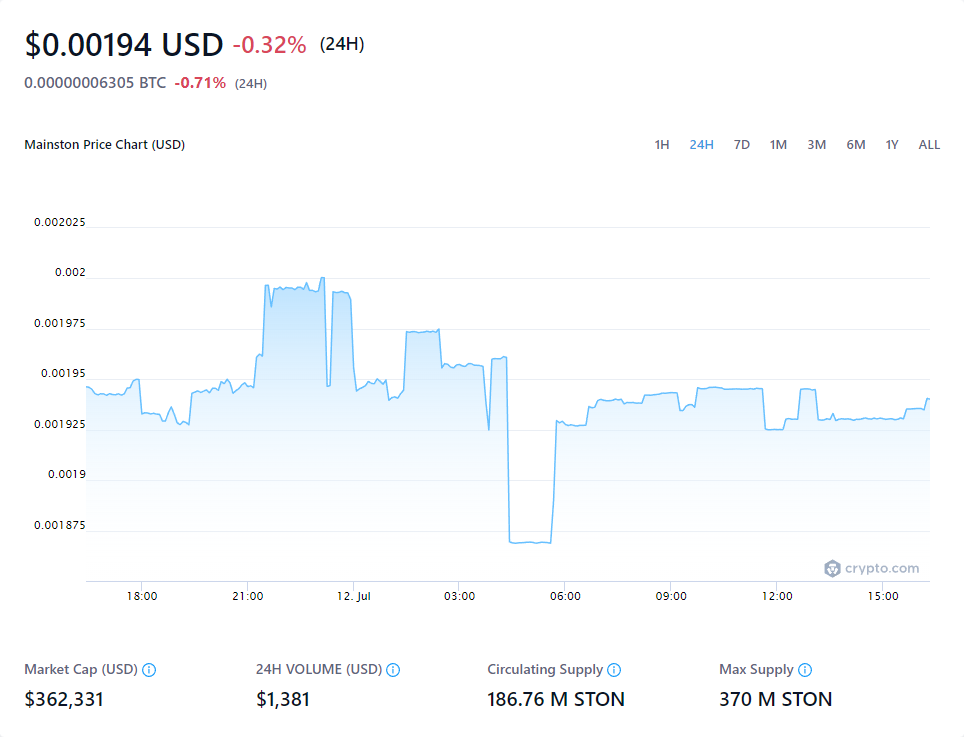 $0.00194 USD -0.32% (24H)
0.00000006305 BTC -0.71% (24H)
Mainston Price Chart (USD) 1H 24H 7D 1M 3M 6M 1Y ALL
0.002025
0.002
0.001975
0.00195
0.001925
0.0019
0.001875
crypto.com
18:00 21:00 12. Jul 03:00 06:00 09:00 12:00 15:00
Market Cap (USD) 24H VOLUME (USD) Circulating Supply Max Supply
$362,331 $1,381 186.76 M STON 370 M STON